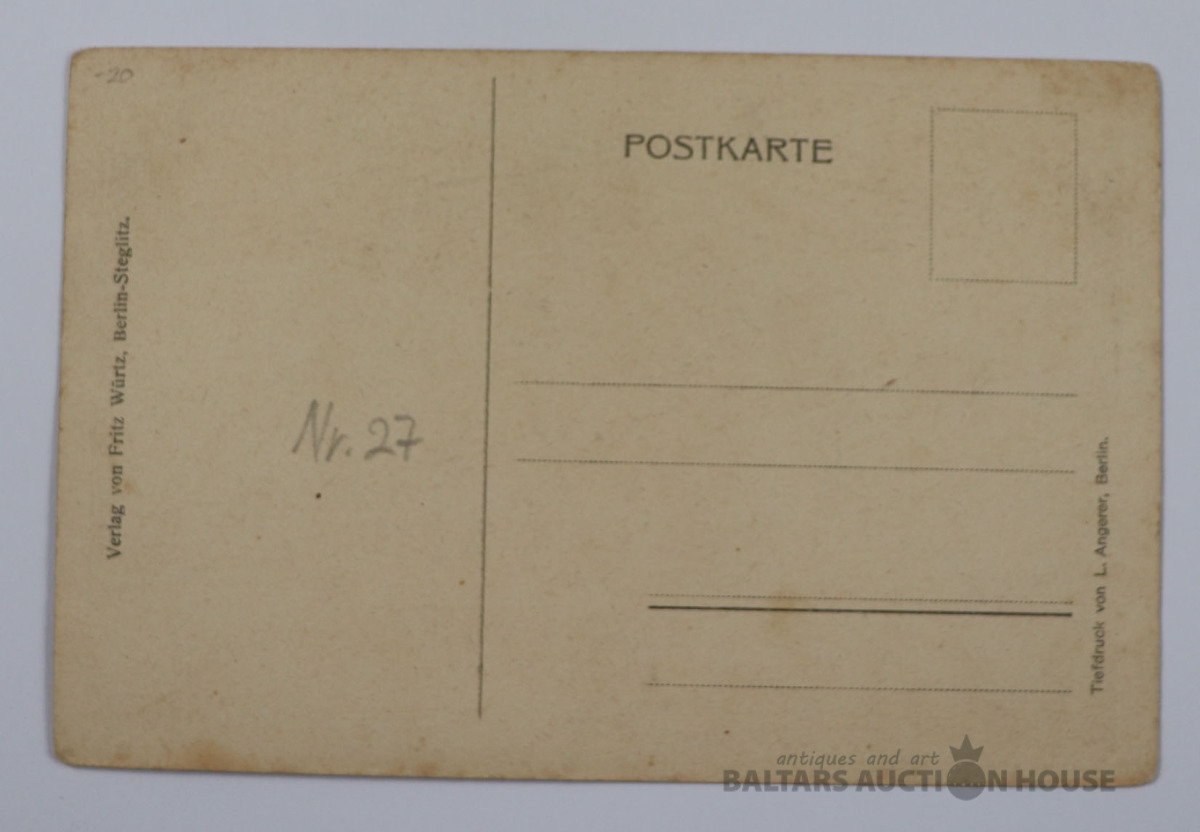 -20
POSTKARTE
Verlag von Fritz Würtz, Berlin-Steglitz.
Nr. 27
Tiefdruck von L. Angerer, Berlin.
antiques and art
BALTARS AUCTION HOUSE